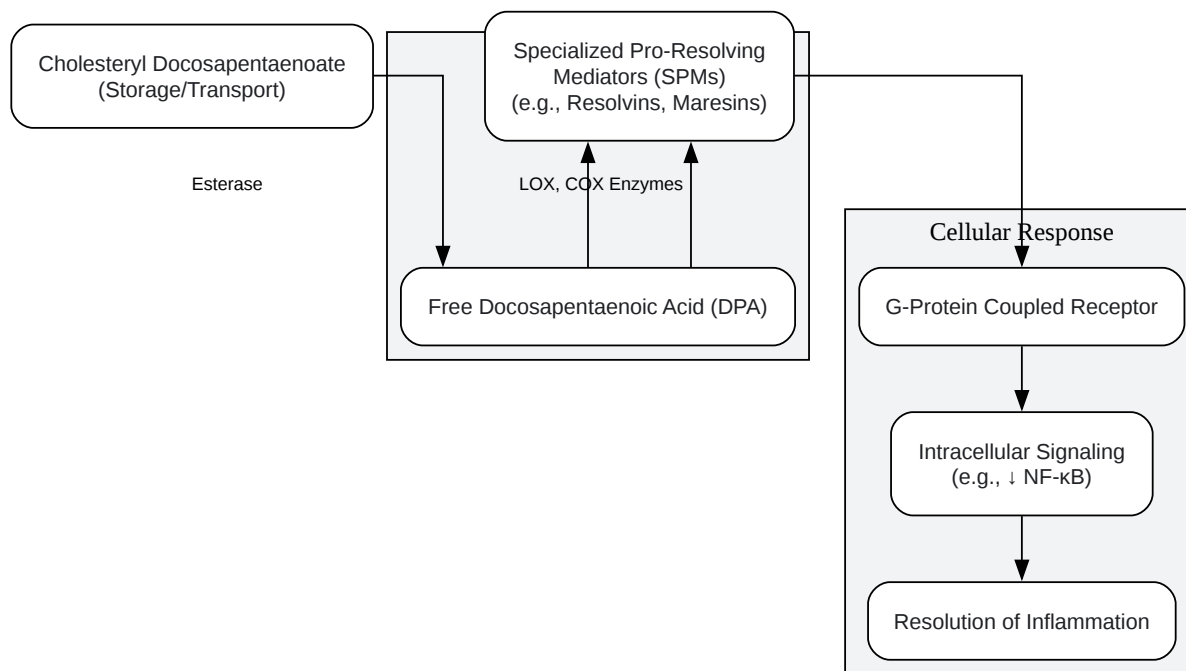 Cholesteryl Docosapentaenoate
(Storage/Transport)
Specialized Pro-Resolving
Mediators (SPMs)
(e.g., Resolvins, Maresins)
Esterase
LOX, COX Enzymes
Free Docosapentaenoic Acid (DPA)
Cellular Response
G-Protein Coupled Receptor
Intracellular Signaling
(e.g., ↓ NF-κB)
Resolution of Inflammation